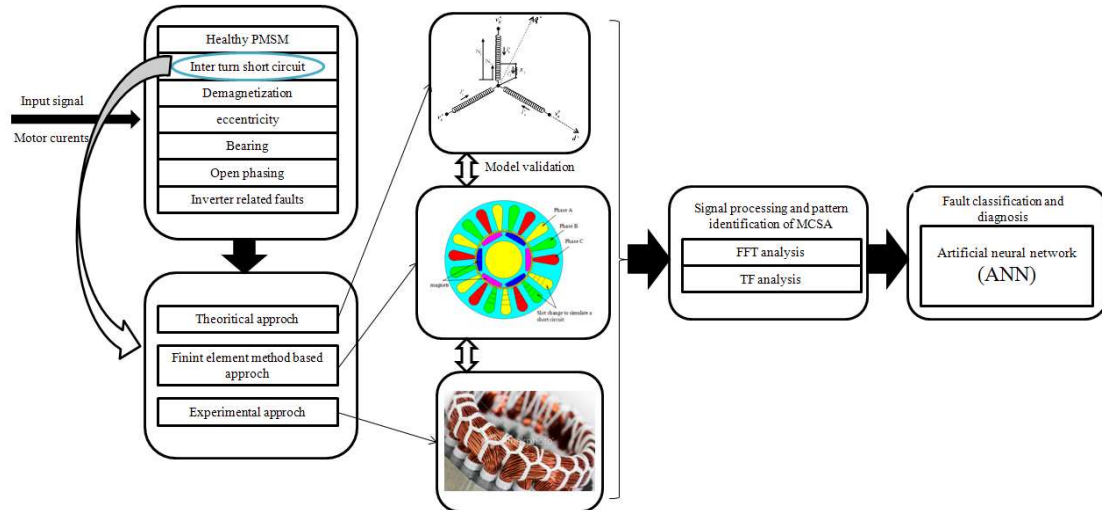 Healthy PMSM
Inter turn short circuit
Demagnetization
eccentricity
Bearing
Open phasing
Inverter related faults
Input signal
Motor curents
Theoritical approch
Finint element method based
approch
Experimental approch
Model validation
Phase A
Phase B
Phase C
magnets
Slot change to simulate a
short circuit
Signal processing and pattern
identification of MCSA
FFT analysis
TF analysis
Fault classification and
diagnosis
Artificial neural network
(ANN)